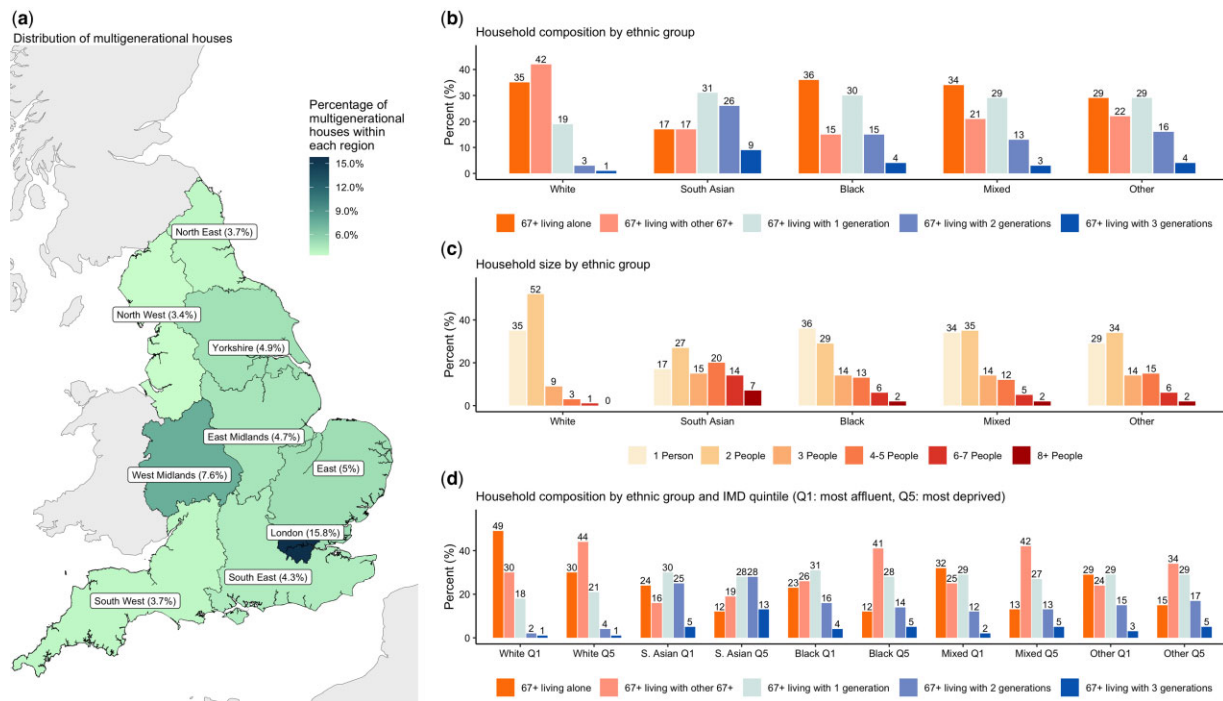 (a)
Distribution of multigenerational houses
Percentage of
multigenerational
houses within
each region
15.0%
12.0%
9.0%
6.0%
North East (3.7%)
North West (3.4%)
Yorkshire (4.9%)
East Midlands (4.7%)
West Midlands (7.6%)
East (5%)
London (15.8%)
South East (4.3%)
South West (3.7%)
(b)
Household composition by ethnic group
Percent (%)
40
30
20
10
0
35 42 19 3 1
17 17 31 26 9
36 15 30 15 4
34 21 29 13 3
29 22 29 16 4
White South Asian Black Mixed Other
67+ living alone 67+ living with other 67+ 67+ living with 1 generation 67+ living with 2 generations 67+ living with 3 generations
(c)
Household size by ethnic group
Percent (%)
40
20
0
35 52 9 3 1 0
17 27 15 20 14 7
36 29 14 13 6 2
34 35 14 12 5 2
29 34 14 15 6 2
White South Asian Black Mixed Other
1 Person 2 People 3 People 4-5 People 6-7 People 8+ People
(d)
Household composition by ethnic group and IMD quintile (Q1: most affluent, Q5: most deprived)
Percent (%)
40
20
0
49 30 18 2 1
30 44 21 4 1
24 16 30 25 5
12 19 28 28 13
23 26 31 16 4
12 41 28 14 5
32 25 29 12 2
13 42 27 13 5
29 24 29 15 3
15 34 29 17 5
White Q1 White Q5 S. Asian Q1 S. Asian Q5 Black Q1 Black Q5 Mixed Q1 Mixed Q5 Other Q1 Other Q5
67+ living alone 67+ living with other 67+ 67+ living with 1 generation 67+ living with 2 generations 67+ living with 3 generations